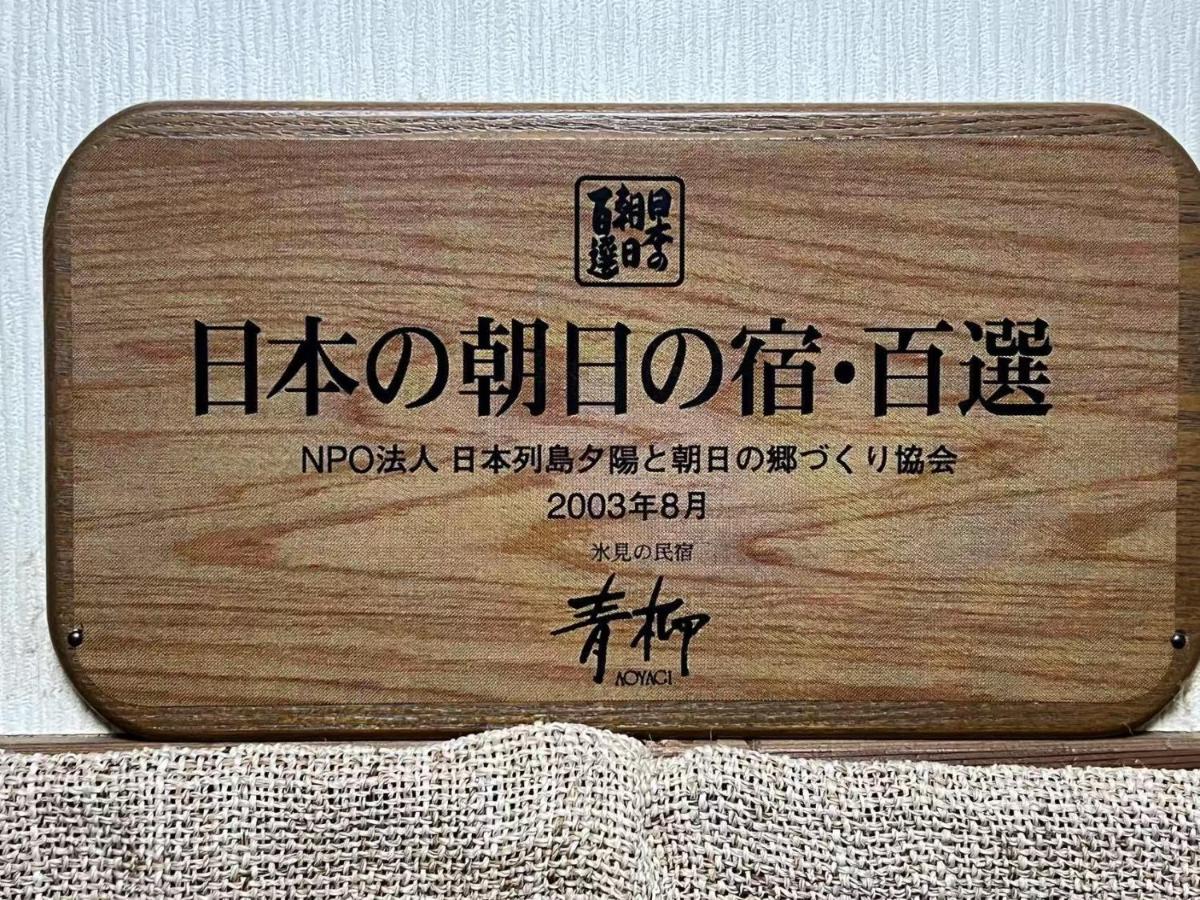 日本の
朝日
百選
日本の朝日の宿・百選
NPO法人 日本列島夕陽と朝日の郷づくり協会
2003年8月
氷見の民宿
青柳
AOYAGI